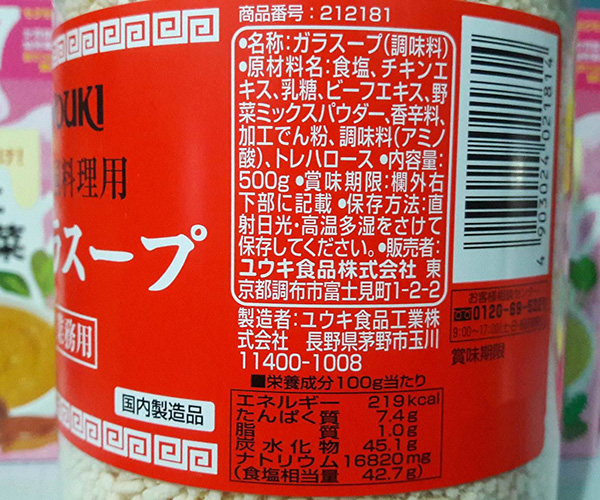 商品番号:212181
●名称:ガラスープ(調味料)
●原材料名:食塩、チキンエ
キス、乳糖、ビーフエキス、野
菜ミックスパウダー、香辛料、
加工でん粉、調味料(アミノ
酸)、トレハロース ●内容量:
500g ●賞味期限:欄外右
下部に記載 ●保存方法:直
射日光・高温多湿をさけて
保存してください。●販売者:
ユウキ食品株式会社 東
京都調布市富士見町1-2-2
製造者:ユウキ食品工業株
式会社 長野県茅野市玉川
11400-1008
■栄養成分100g当たり
エネルギー 219kcal
たんぱく質 7.4g
脂質 1.0g
炭水化物 45.1g
ナトリウム 16820mg
(食塩相当量 42.7g)
4903024021814
お客様相談センター
0120-69-5321
賞味期限
OUKI
料理用
ラスープ
業務用
国内製造品
菜